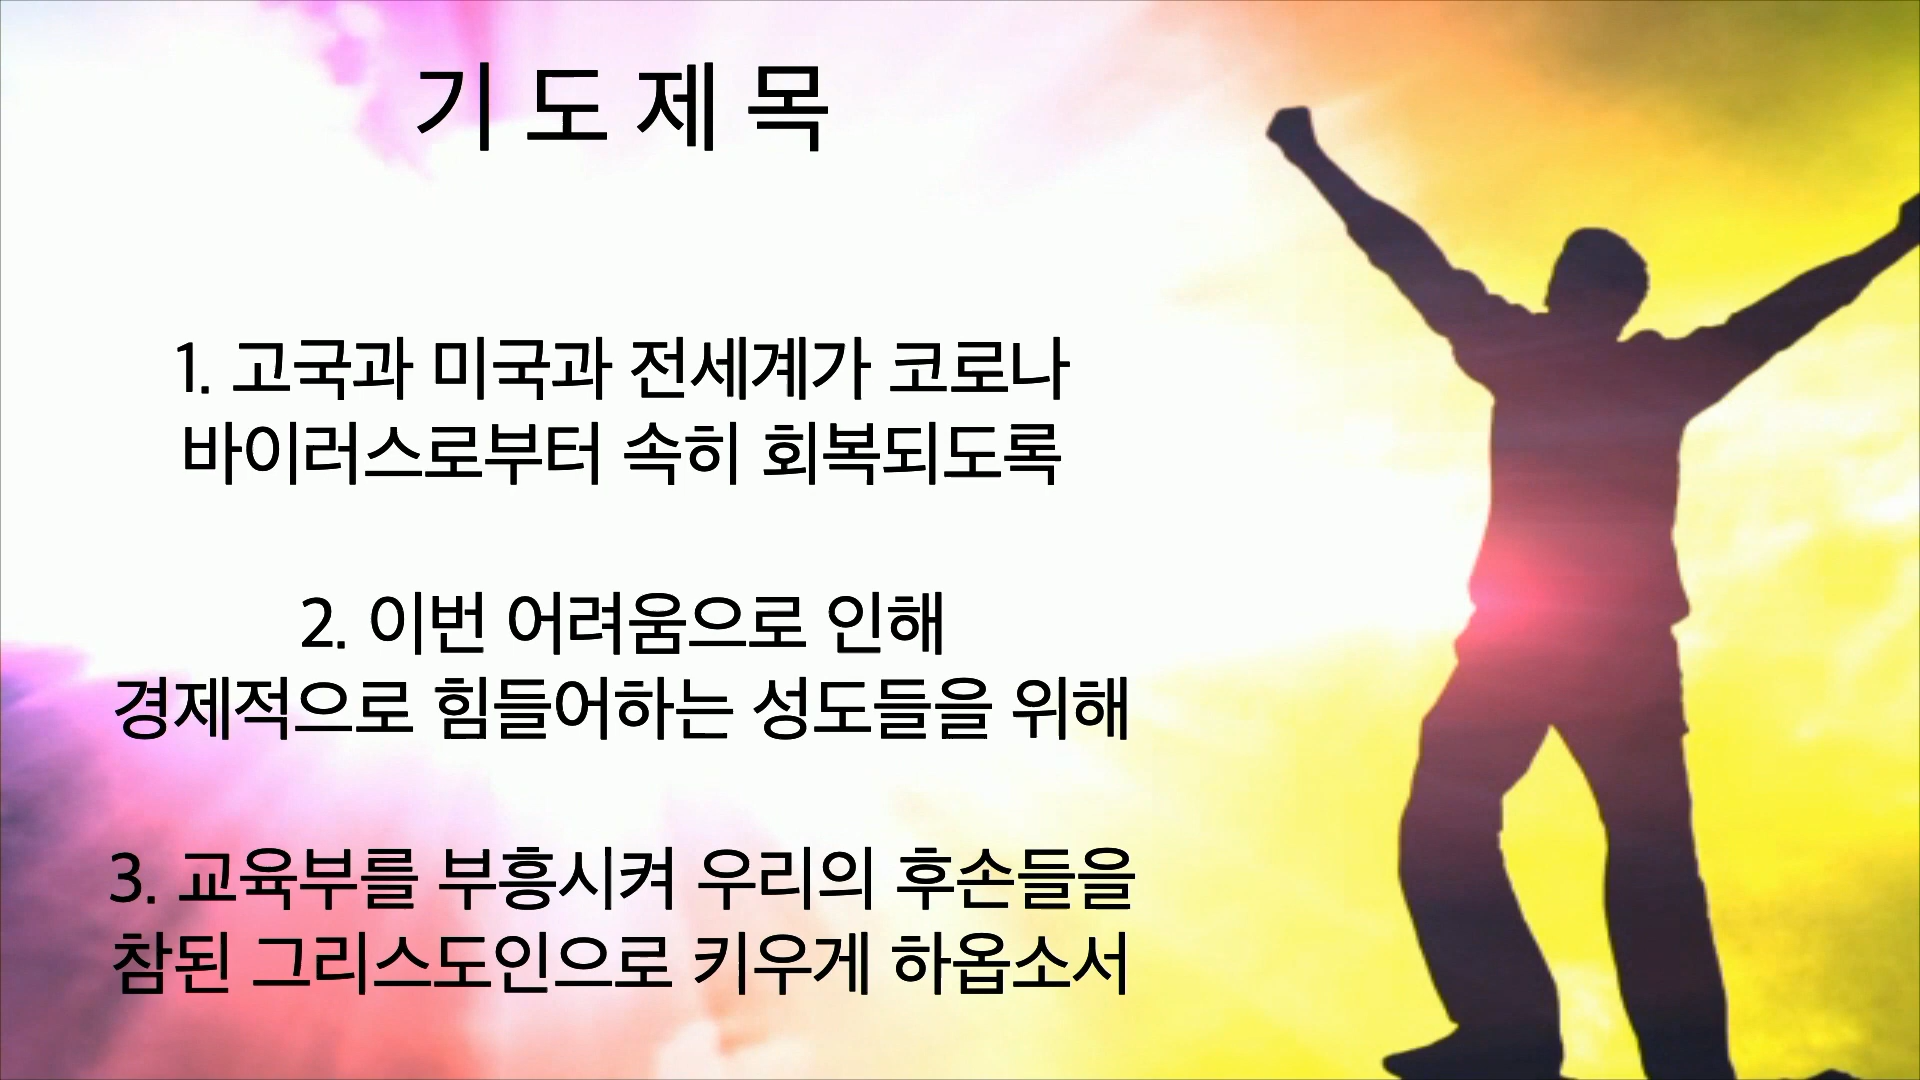 기 도 제 목
1. 고국과 미국과 전세계가 코로나
바이러스로부터 속히 회복되도록
2. 이번 어려움으로 인해
경제적으로 힘들어하는 성도들을 위해
3. 교육부를 부흥시켜 우리의 후손들을
참된 그리스도인으로 키우게 하옵소서